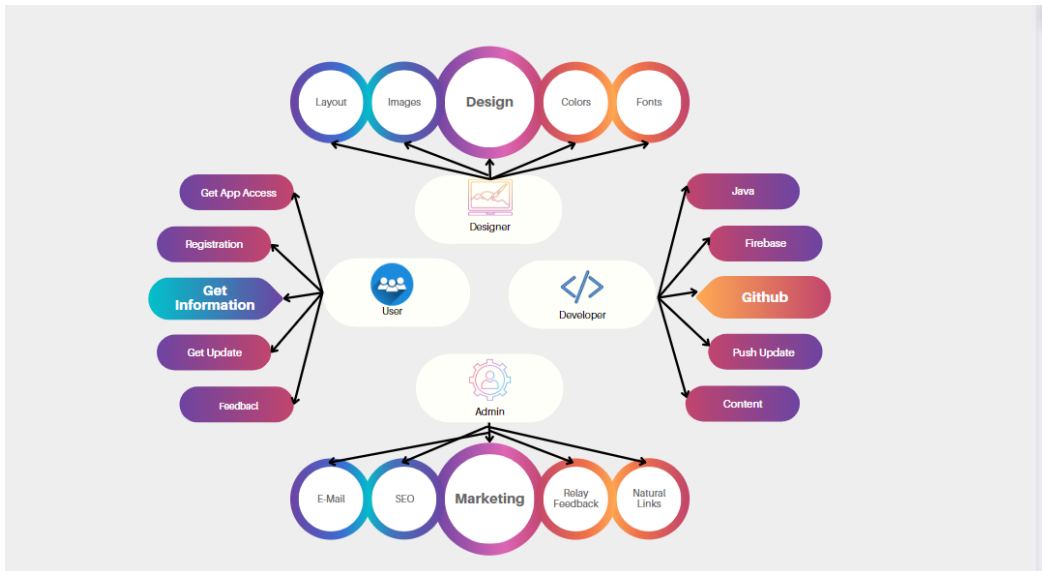 Layout
Images
Design
Colors
Fonts
Designer
Get App Access
Registration
Get
Information
Get Update
Feedbacl
User
Developer
Java
Firebase
Github
Push Update
Content
Admin
E-Mail
SEO
Marketing
Relay
Feedback
Natural
Links